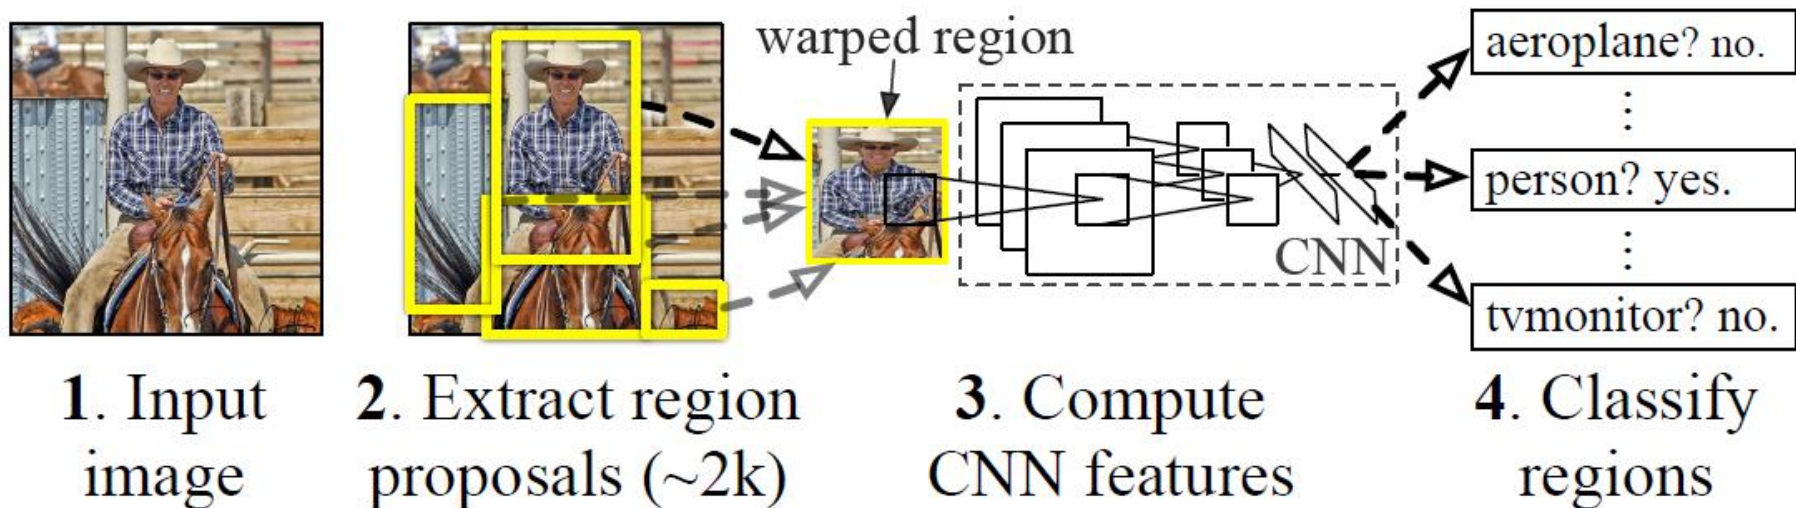 warped region
aeroplane? no.
⋮
person? yes.
⋮
tvmonitor? no.
CNN
1. Input
image
2. Extract region
proposals (~2k)
3. Compute
CNN features
4. Classify
regions